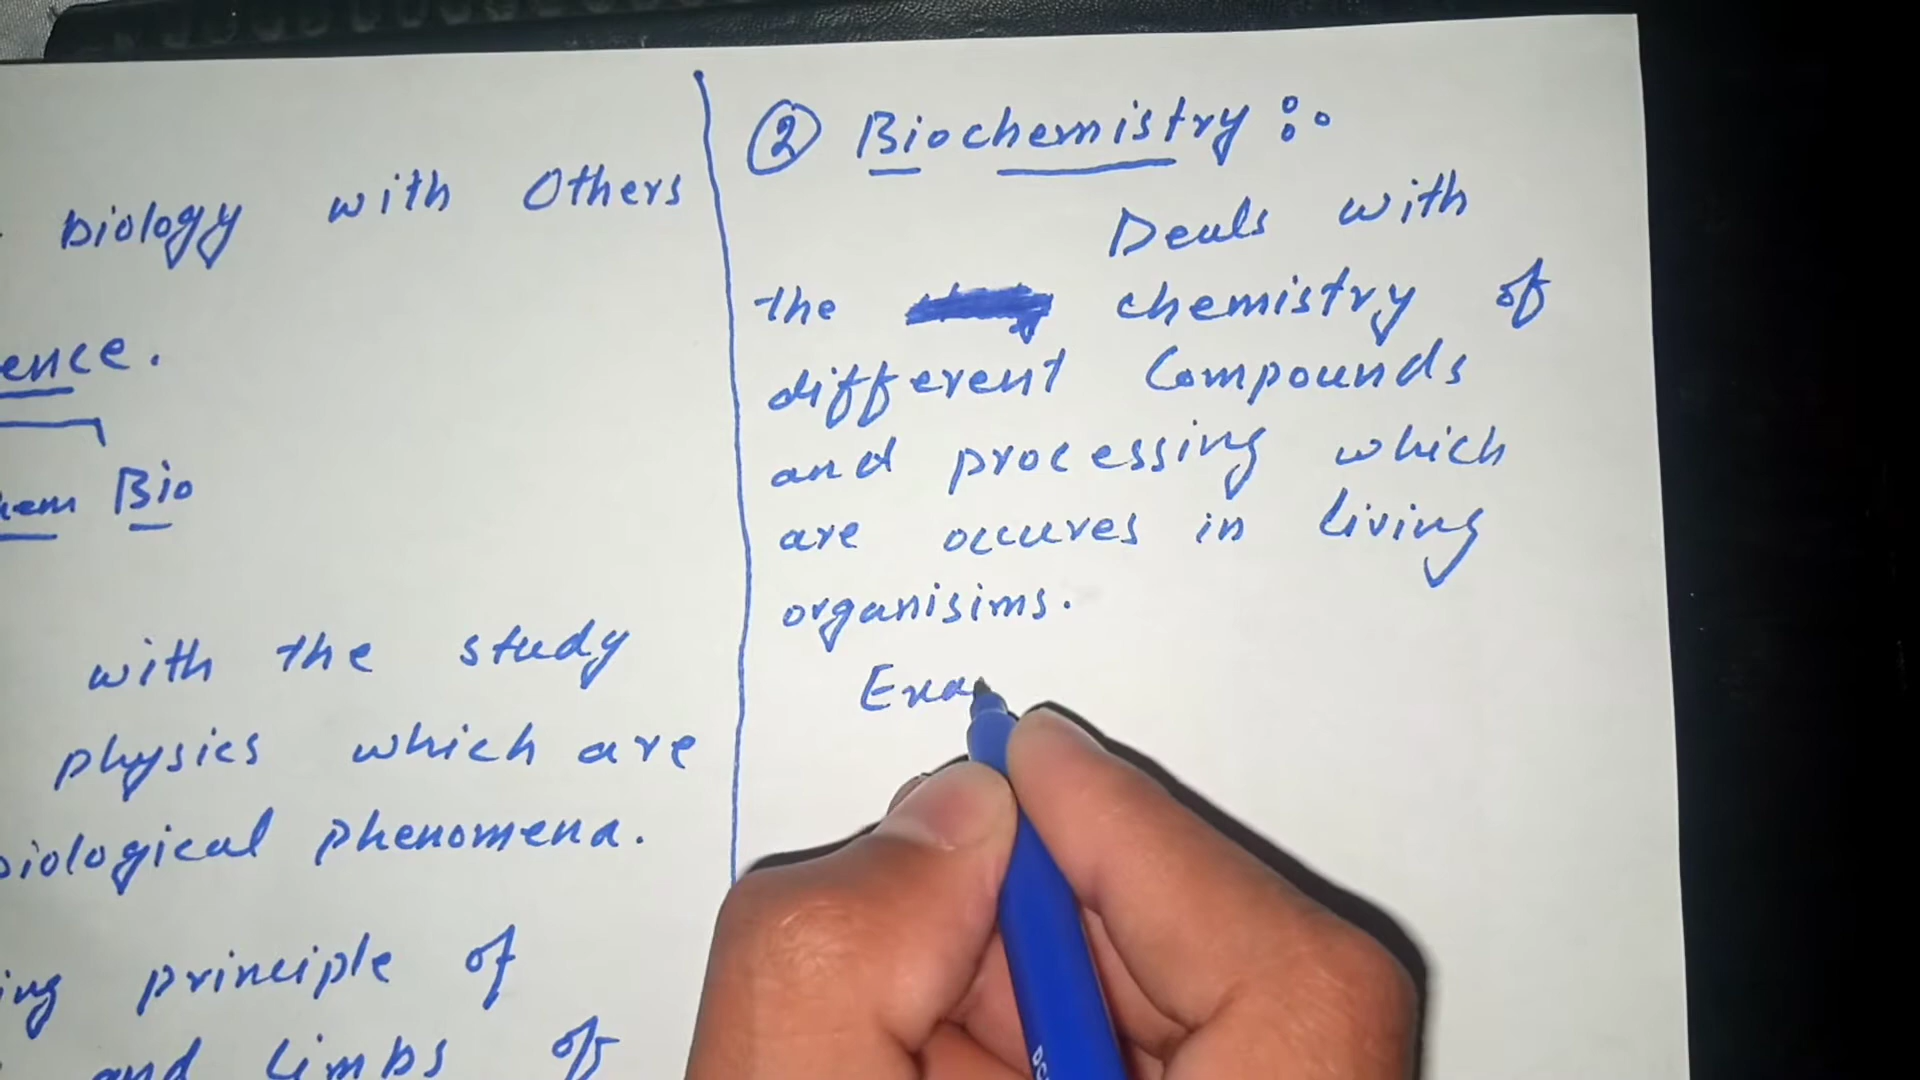 Biology with Others
ence.
hem Bio
with the study
physics which are
biological phenomena.
ing principle of
and limbs of
② Biochemistry :-
Deals with
the chemistry of
different Compounds
and processing which
are occures in living
organisims.
Exa